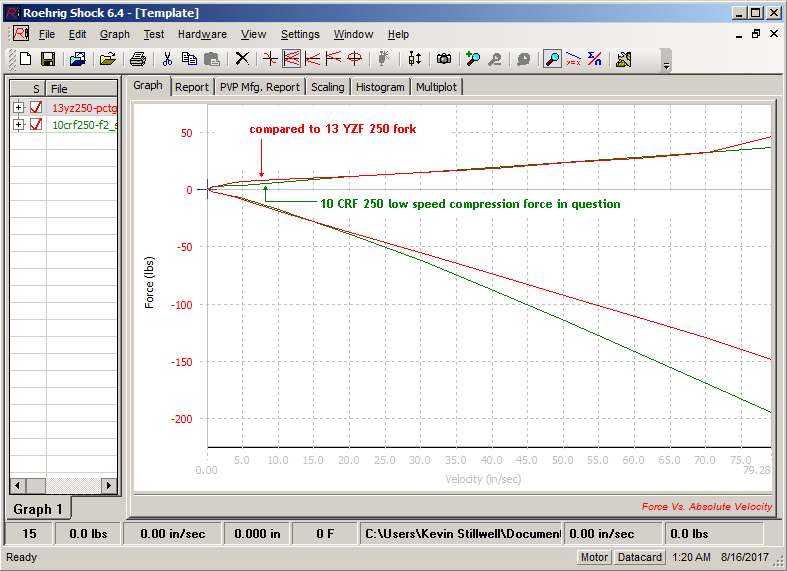 Roehrig Shock 6.4 - [Template]
File Edit Graph Test Hardware View Settings Window Help
Graph Report PVP Mfg. Report Scaling Histogram Multiplot
S File
13yz250-pctg
10crf250-f2_s
compared to 13 YZF 250 fork
10 CRF 250 low speed compression force in question
50
0
-50
-100
-150
-200
Force (lbs)
5.0 10.0 15.0 20.0 25.0 30.0 35.0 40.0 45.0 50.0 55.0 60.0 65.0 70.0 75.0
0.00 79.28
Velocity (in/sec)
Force Vs. Absolute Velocity
Graph 1
15 0.0 lbs 0.00 in/sec 0.000 in 0 F C:\Users\Kevin Stillwell\Documen 0.00 in/sec 0.0 lbs
Ready Motor Datacard 1:20 AM 8/16/2017